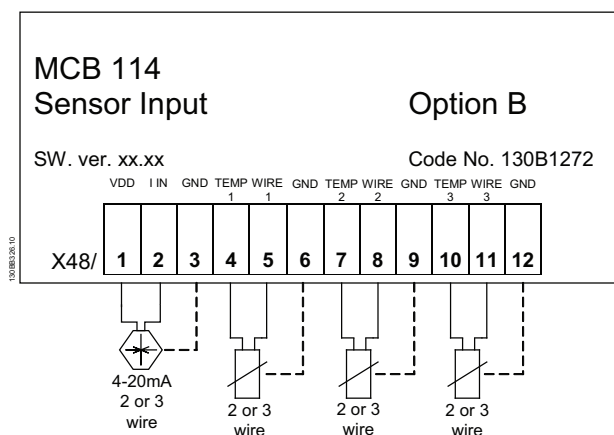 MCB 114
Sensor Input Option B
SW. ver. xx.xx Code No. 130B1272
VDD I IN GND TEMP WIRE GND TEMP WIRE GND TEMP WIRE GND
1 1 2 2 3 3
X48/ 1 2 3 4 5 6 7 8 9 10 11 12
130BB326.10
4-20mA
2 or 3 2 or 3 2 or 3 2 or 3
wire wire wire wire